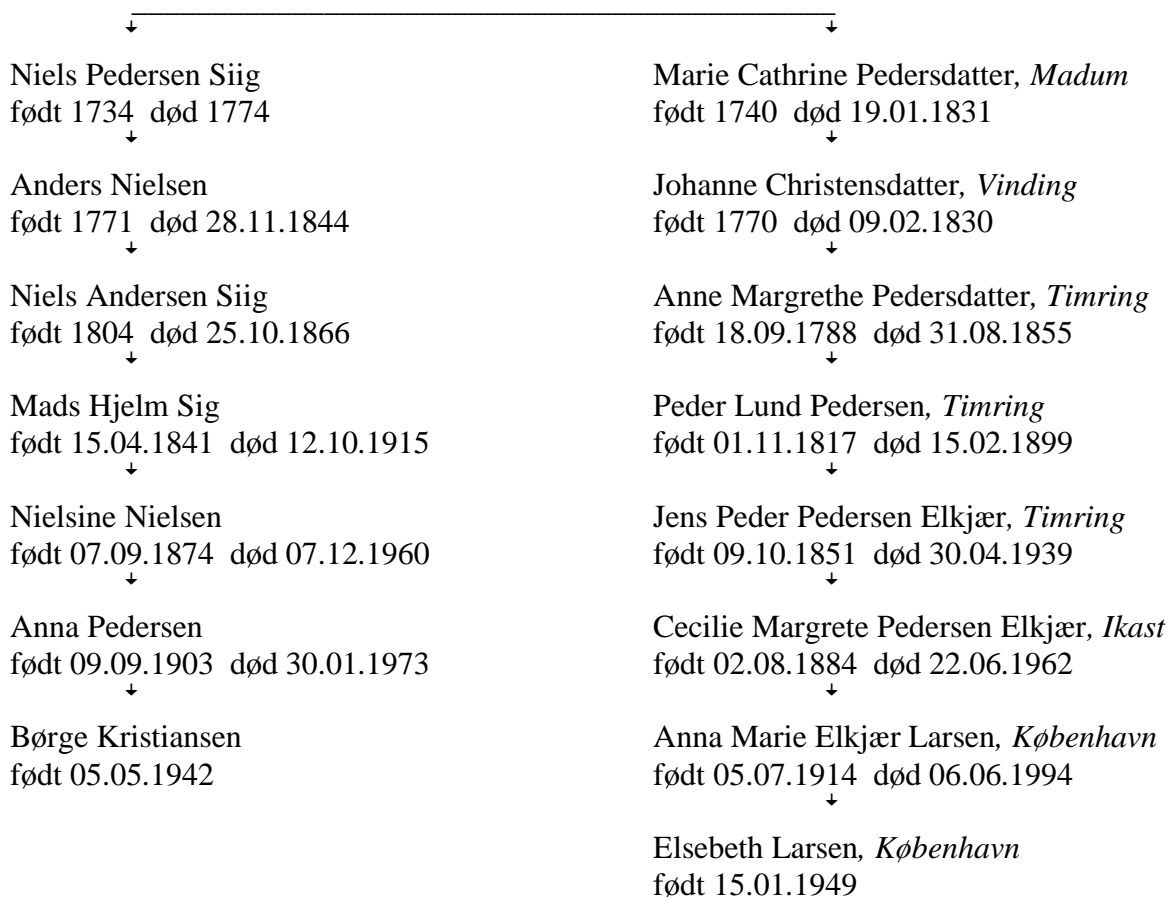 Niels Pedersen Siig
født 1734 død 1774
Anders Nielsen
født 1771 død 28.11.1844
Niels Andersen Siig
født 1804 død 25.10.1866
Mads Hjelm Sig
født 15.04.1841 død 12.10.1915
Nielsine Nielsen
født 07.09.1874 død 07.12.1960
Anna Pedersen
født 09.09.1903 død 30.01.1973
Børge Kristiansen
født 05.05.1942
Marie Cathrine Pedersdatter, Madum
født 1740 død 19.01.1831
Johanne Christensdatter, Vinding
født 1770 død 09.02.1830
Anne Margrethe Pedersdatter, Timring
født 18.09.1788 død 31.08.1855
Peder Lund Pedersen, Timring
født 01.11.1817 død 15.02.1899
Jens Peder Pedersen Elkjær, Timring
født 09.10.1851 død 30.04.1939
Cecilie Margrete Pedersen Elkjær, Ikast
født 02.08.1884 død 22.06.1962
Anna Marie Elkjær Larsen, København
født 05.07.1914 død 06.06.1994
Elsebeth Larsen, København
født 15.01.1949